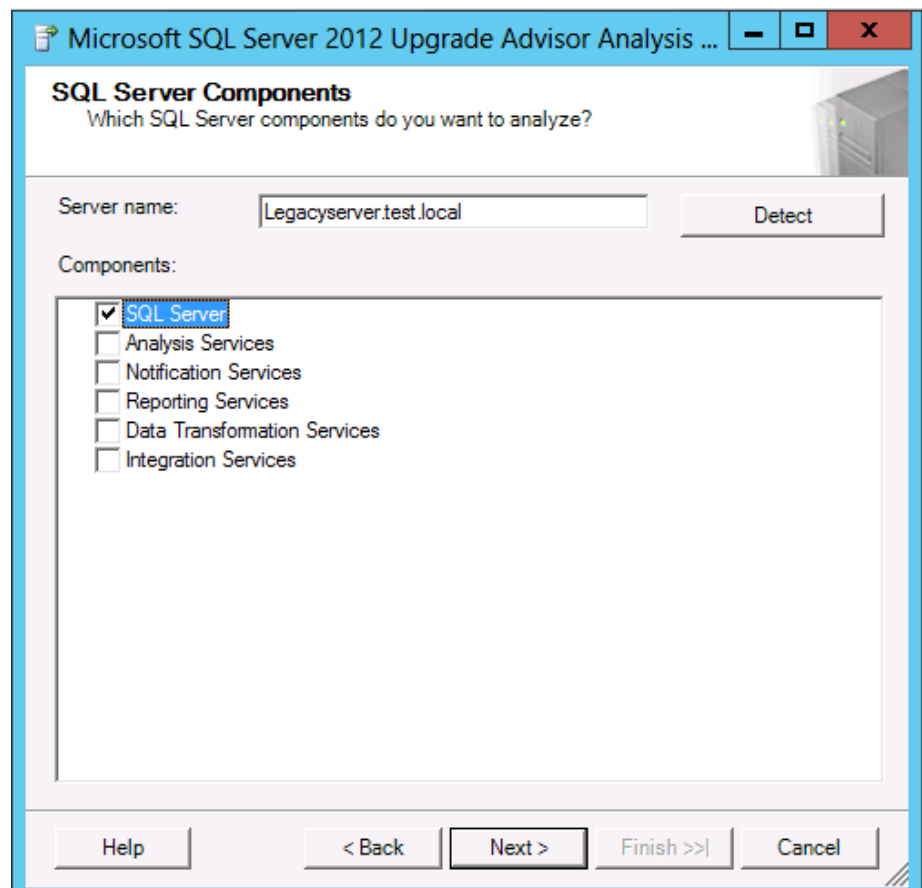 Microsoft SQL Server 2012 Upgrade Advisor Analysis ...
SQL Server Components
Which SQL Server components do you want to analyze?
Server name: Legacyserver.test.local Detect
Components:
SQL Server
Analysis Services
Notification Services
Reporting Services
Data Transformation Services
Integration Services
Help < Back Next > Finish >>| Cancel